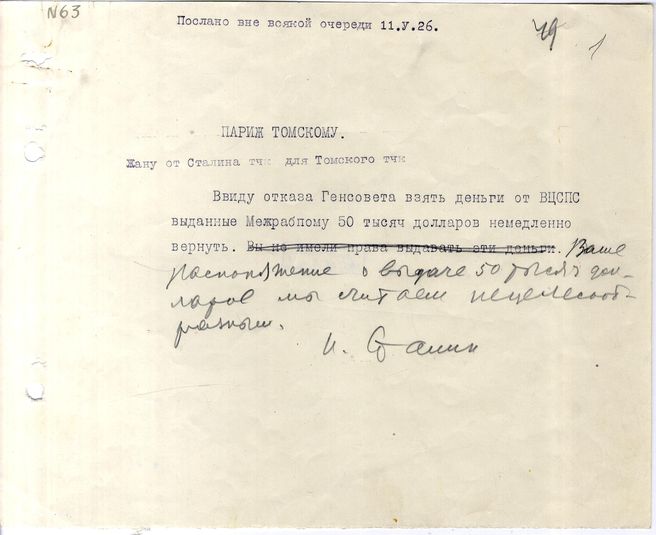 N63
Послано вне всякой очереди 11.У.26.
49
1
ПАРИЖ ТОМСКОМУ.
Жану от Сталина тчк для Томского тчк
Ввиду отказа Генсовета взять деньги от ВЦСПС
выданные Межрабпому 50 тысяч долларов немедленно
вернуть. Вы не имели права выдавать эти деньги. Ваше
распоряжение о выдаче 50 тысяч дол-
ларов мы считаем нецелесооб-
разным.
И. Сталин